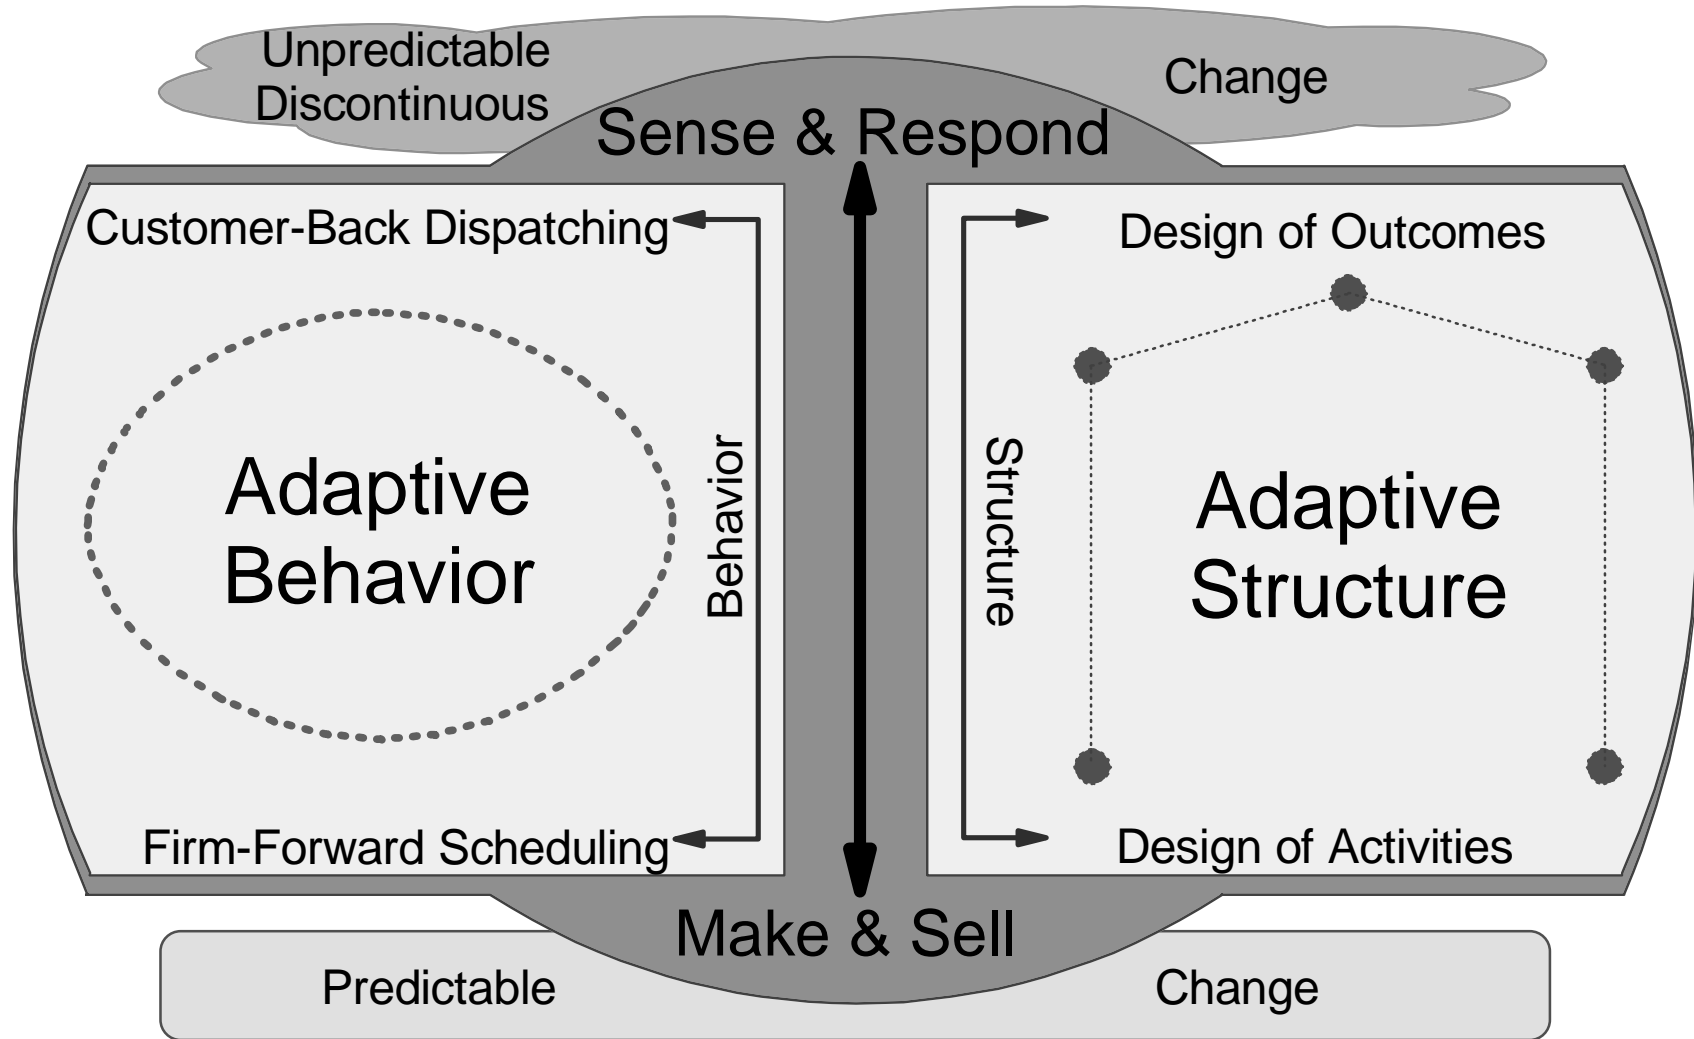 Unpredictable
Discontinuous
Change
Sense & Respond
Customer-Back Dispatching
Design of Outcomes
Adaptive
Behavior
Behavior
Structure
Adaptive
Structure
Firm-Forward Scheduling
Design of Activities
Make & Sell
Predictable
Change